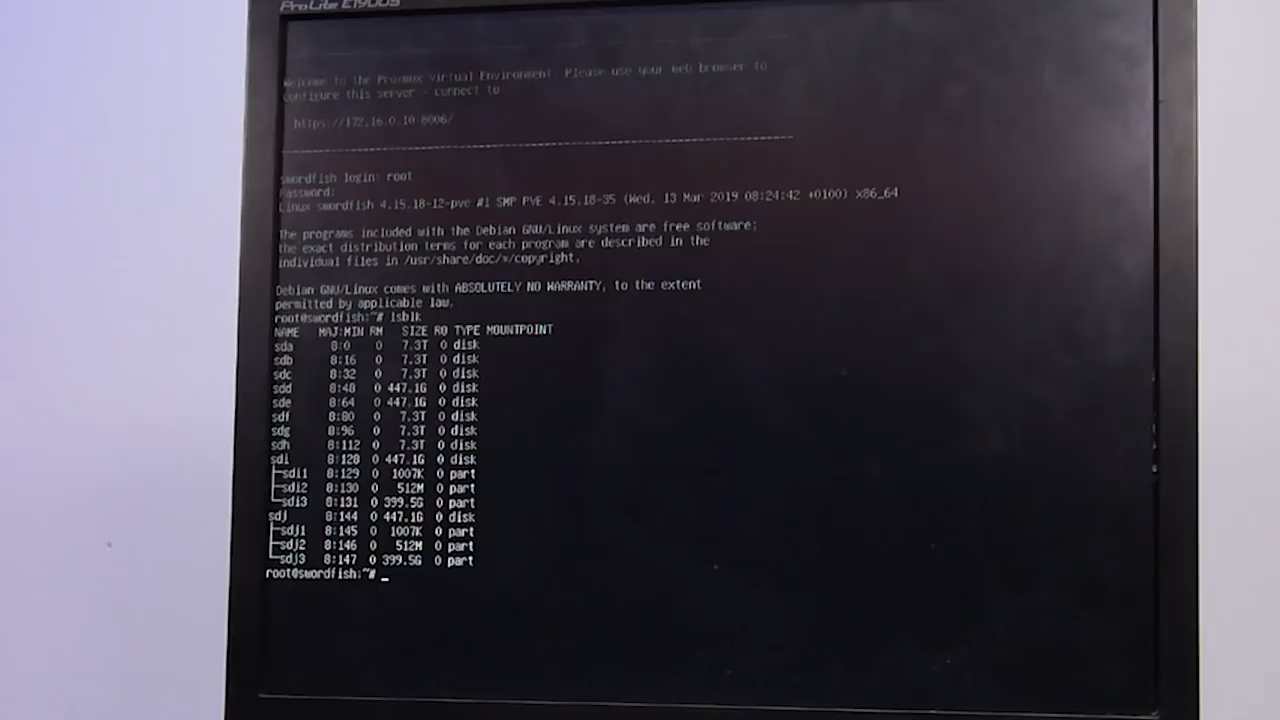 ProLite E1900S
Welcome to the Proxmox Virtual Environment. Please use your web browser to
configure this server - connect to
https://172.16.0.10:8006/
--------------------------------------------------------------------------------
swordfish login: root
Password:
Linux swordfish 4.15.18-12-pve #1 SMP PVE 4.15.18-35 (Wed, 13 Mar 2019 08:24:42 +0100) x86_64
The programs included with the Debian GNU/Linux system are free software;
the exact distribution terms for each program are described in the
individual files in /usr/share/doc/*/copyright.
Debian GNU/Linux comes with ABSOLUTELY NO WARRANTY, to the extent
permitted by applicable law.
root@swordfish:~# lsblk
NAME MAJ:MIN RM SIZE RO TYPE MOUNTPOINT
sda 8:0 0 7.3T 0 disk
sdb 8:16 0 7.3T 0 disk
sdc 8:32 0 7.3T 0 disk
sdd 8:48 0 447.1G 0 disk
sde 8:64 0 447.1G 0 disk
sdf 8:80 0 7.3T 0 disk
sdg 8:96 0 7.3T 0 disk
sdh 8:112 0 7.3T 0 disk
sdi 8:128 0 447.1G 0 disk
├─sdi1 8:129 0 1007K 0 part
├─sdi2 8:130 0 512M 0 part
└─sdi3 8:131 0 399.5G 0 part
sdj 8:144 0 447.1G 0 disk
├─sdj1 8:145 0 1007K 0 part
├─sdj2 8:146 0 512M 0 part
└─sdj3 8:147 0 399.5G 0 part
root@swordfish:~# _